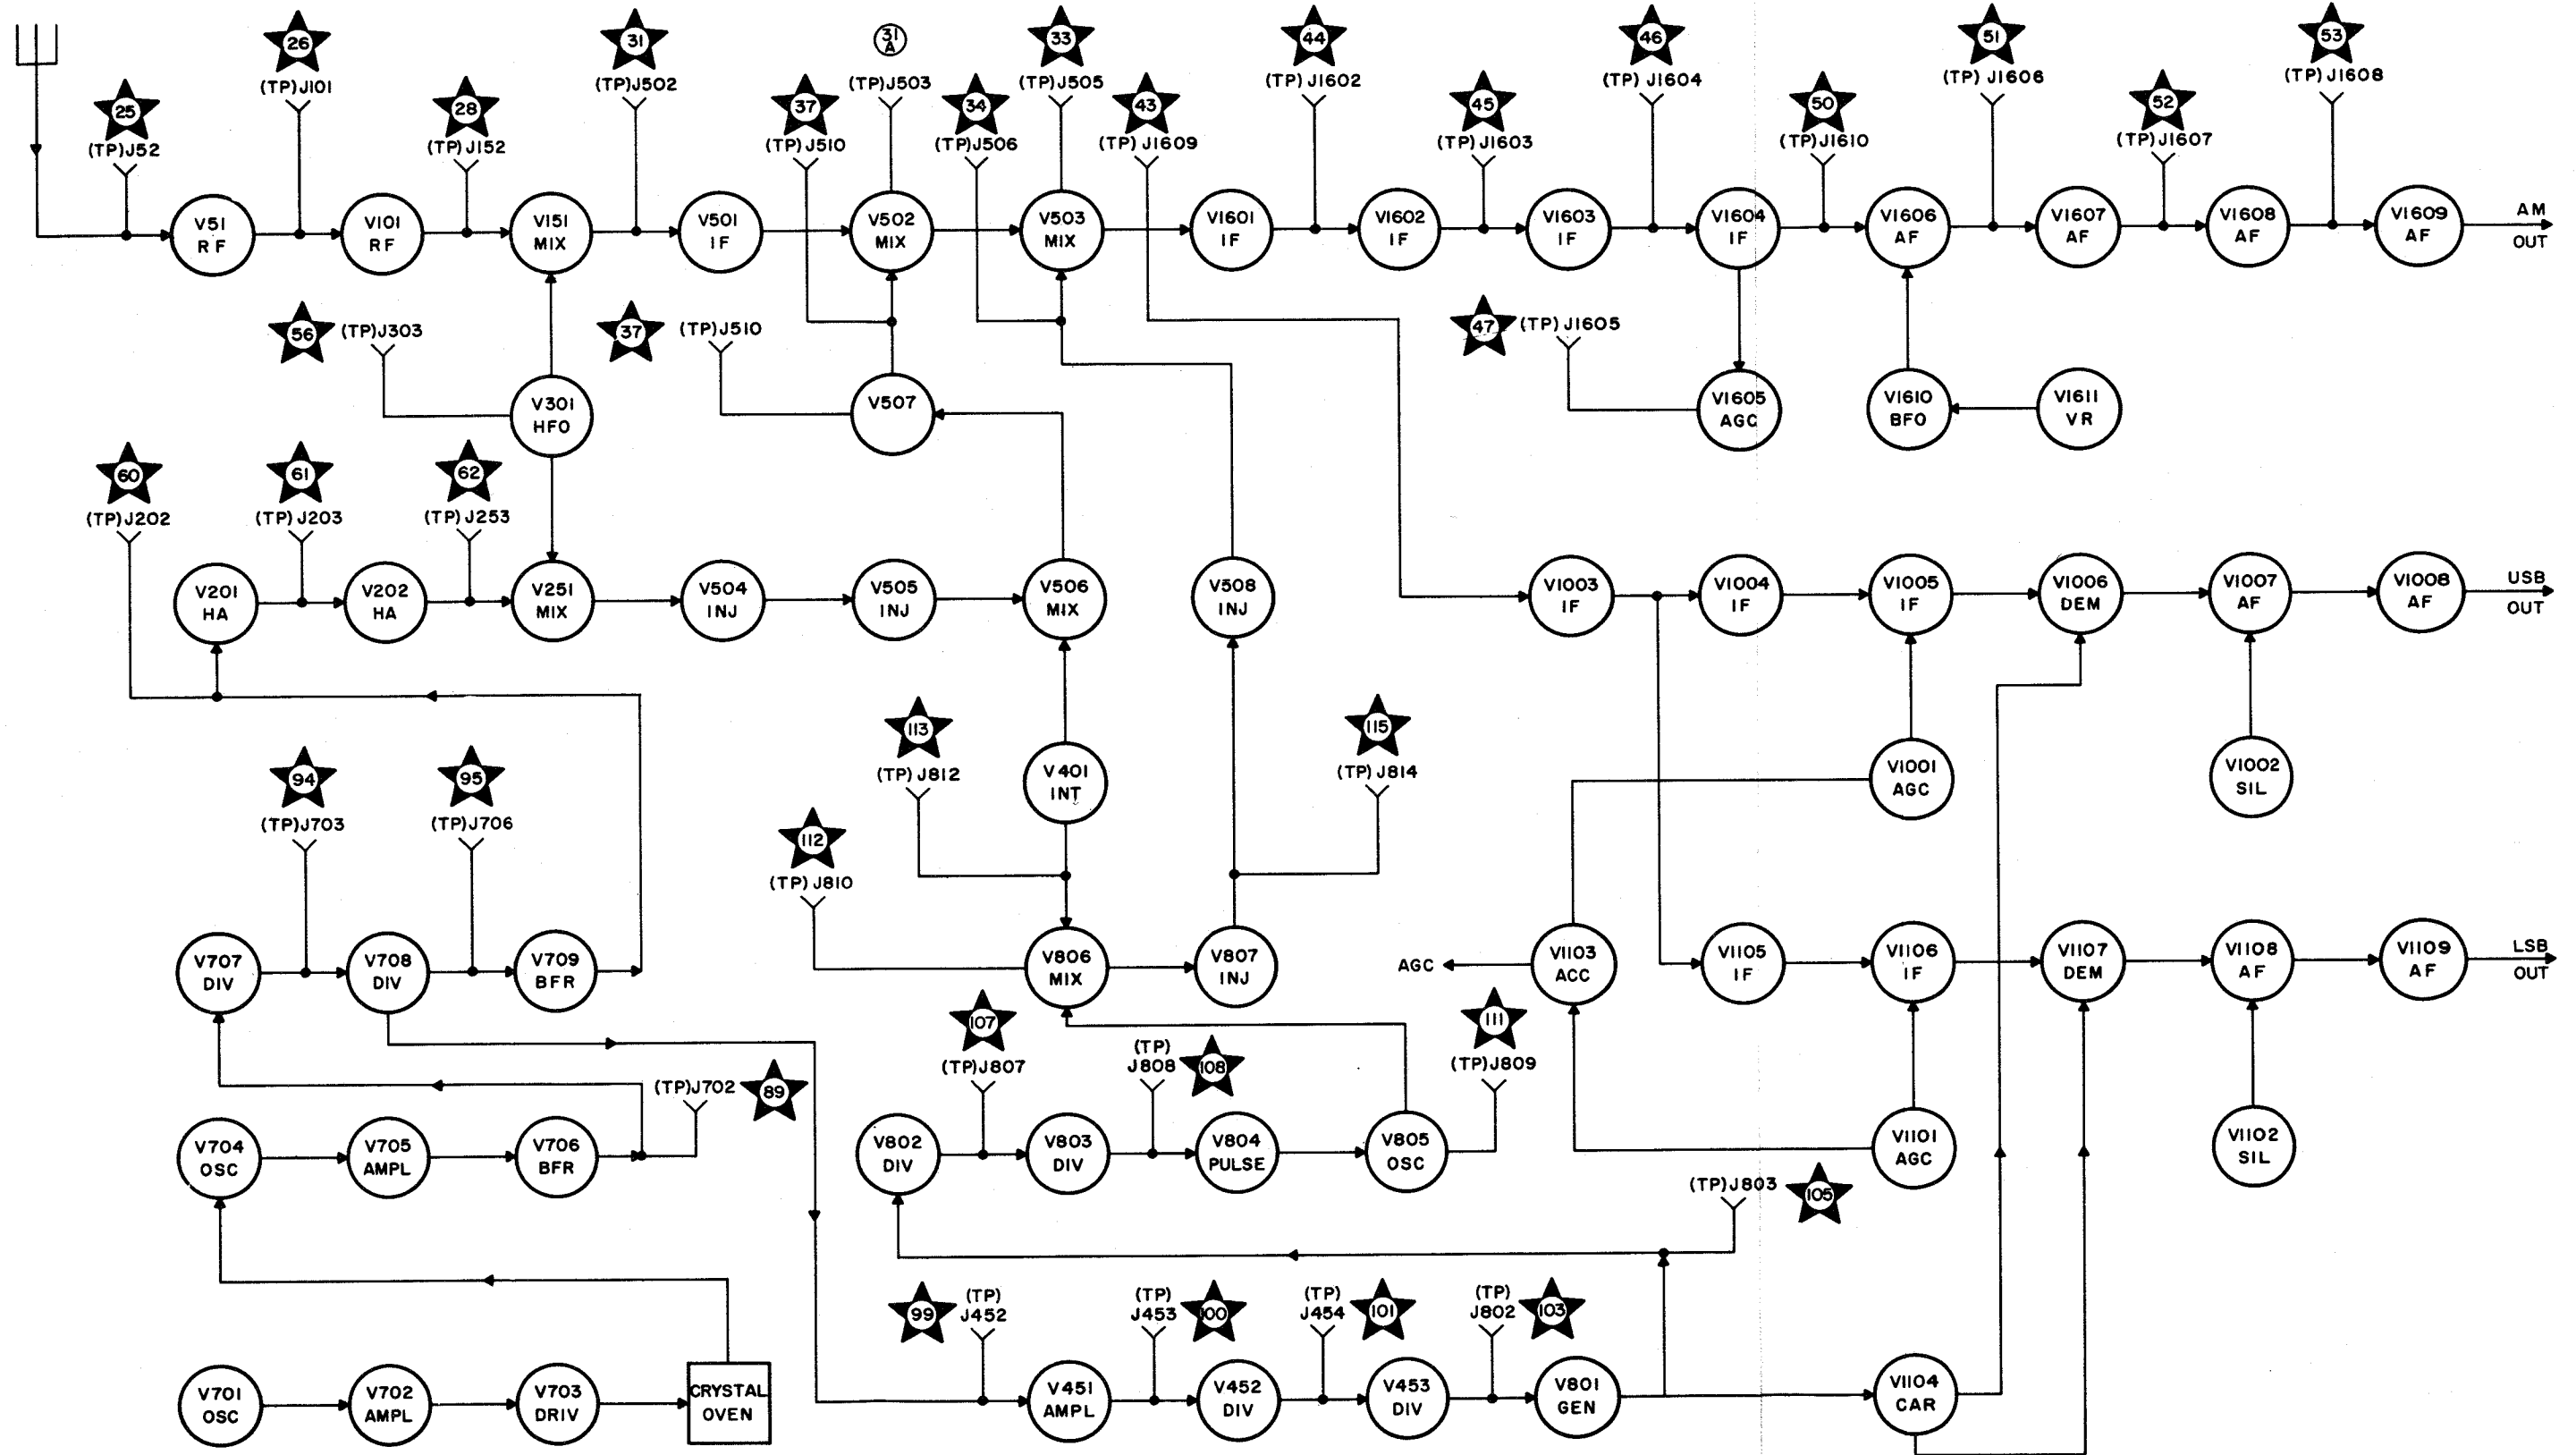 26
31
31
A
33
44
46
51
53
(TP)J101
(TP)J502
(TP)J503
(TP)J505
(TP)J1602
(TP)J1604
(TP)J1606
(TP)J1608
25
28
37
34
43
45
50
52
(TP)J52
(TP)J152
(TP)J510
(TP)J506
(TP)J1609
(TP)J1603
(TP)J1610
(TP)J1607
V51
RF
V101
RF
V151
MIX
V501
IF
V502
MIX
V503
MIX
V1601
IF
V1602
IF
V1603
IF
V1604
IF
V1606
AF
V1607
AF
V1608
AF
V1609
AF
AM
OUT
56
(TP)J303
37
(TP)J510
47
(TP)J1605
V301
HFO
V507
V1605
AGC
V1610
BFO
V1611
VR
60
61
62
(TP)J202
(TP)J203
(TP)J253
V201
HA
V202
HA
V251
MIX
V504
INJ
V505
INJ
V506
MIX
V508
INJ
V1003
IF
V1004
IF
V1005
IF
V1006
DEM
V1007
AF
V1008
AF
USB
OUT
113
115
(TP)J812
(TP)J814
94
95
(TP)J703
(TP)J706
V401
INT
V1001
AGC
V1002
SIL
112
(TP)J810
V707
DIV
V708
DIV
V709
BFR
V806
MIX
V807
INJ
AGC
V1103
ACC
V1105
IF
V1106
IF
V1107
DEM
V1108
AF
V1109
AF
LSB
OUT
107
(TP)J807
(TP)
J808
108
111
(TP)J809
(TP)J702
89
V704
OSC
V705
AMPL
V706
BFR
V802
DIV
V803
DIV
V804
PULSE
V805
OSC
V1101
AGC
V1102
SIL
(TP)J803
105
99
(TP)
J452
(TP)
J453
100
(TP)
J454
101
(TP)
J802
103
V701
OSC
V702
AMPL
V703
DRIV
CRYSTAL
OVEN
V451
AMPL
V452
DIV
V453
DIV
V801
GEN
V1104
CAR